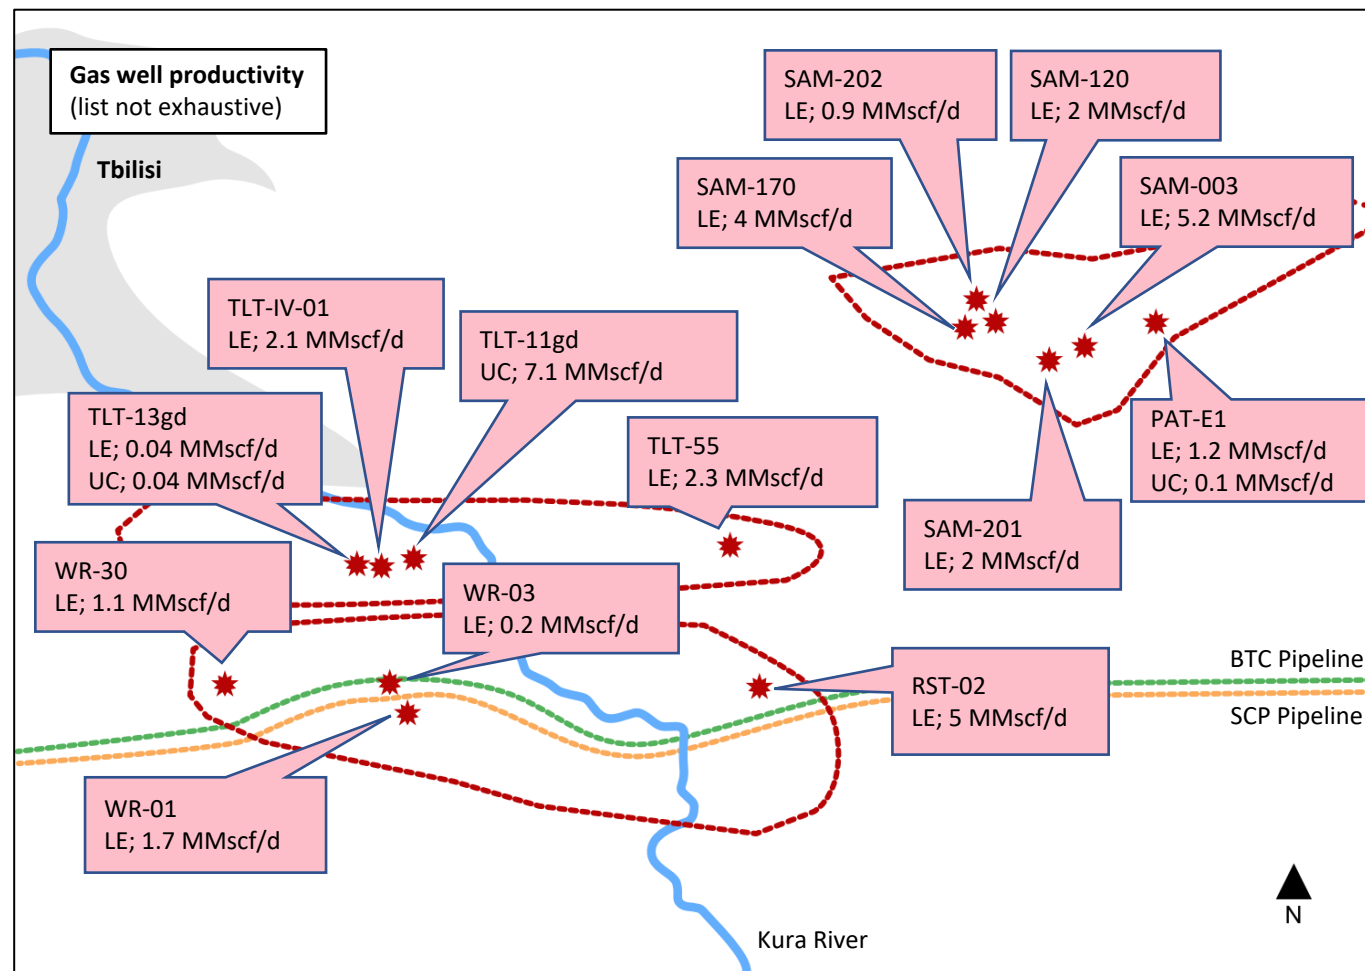 Gas well productivity
(list not exhaustive)
Tbilisi
SAM-202
LE; 0.9 MMscf/d
SAM-120
LE; 2 MMscf/d
SAM-170
LE; 4 MMscf/d
SAM-003
LE; 5.2 MMscf/d
TLT-IV-01
LE; 2.1 MMscf/d
TLT-11gd
UC; 7.1 MMscf/d
TLT-13gd
LE; 0.04 MMscf/d
UC; 0.04 MMscf/d
TLT-55
LE; 2.3 MMscf/d
PAT-E1
LE; 1.2 MMscf/d
UC; 0.1 MMscf/d
SAM-201
LE; 2 MMscf/d
WR-30
LE; 1.1 MMscf/d
WR-03
LE; 0.2 MMscf/d
RST-02
LE; 5 MMscf/d
BTC Pipeline
SCP Pipeline
WR-01
LE; 1.7 MMscf/d
Kura River
N